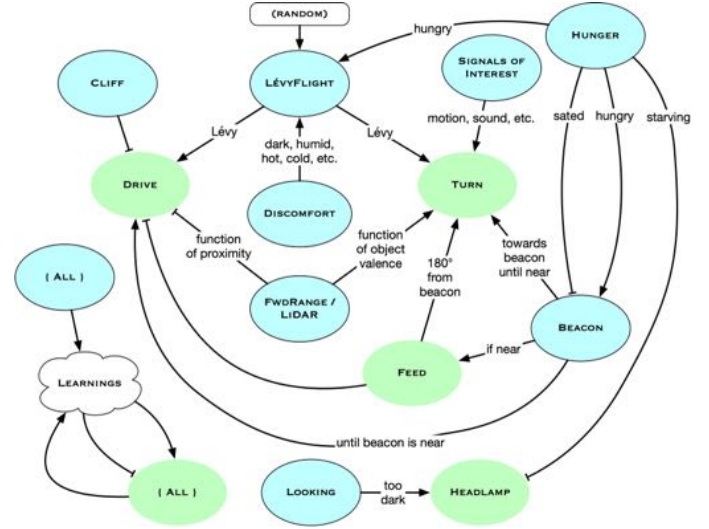 (RANDOM)
HUNGER
hungry
SIGNALS OF
INTEREST
CLIFF
LÉVYFLIGHT
motion, sound, etc.
sated
hungry
starving
Lévy
Lévy
dark, humid,
hot, cold, etc.
DRIVE
TURN
DISCOMFORT
function
of proximity
function
of object
valence
towards
beacon
until near
180°
from
beacon
( ALL )
FWDRANGE /
LIDAR
BEACON
if near
FEED
LEARNINGS
until beacon is near
( ALL )
LOOKING
too
dark
HEADLAMP